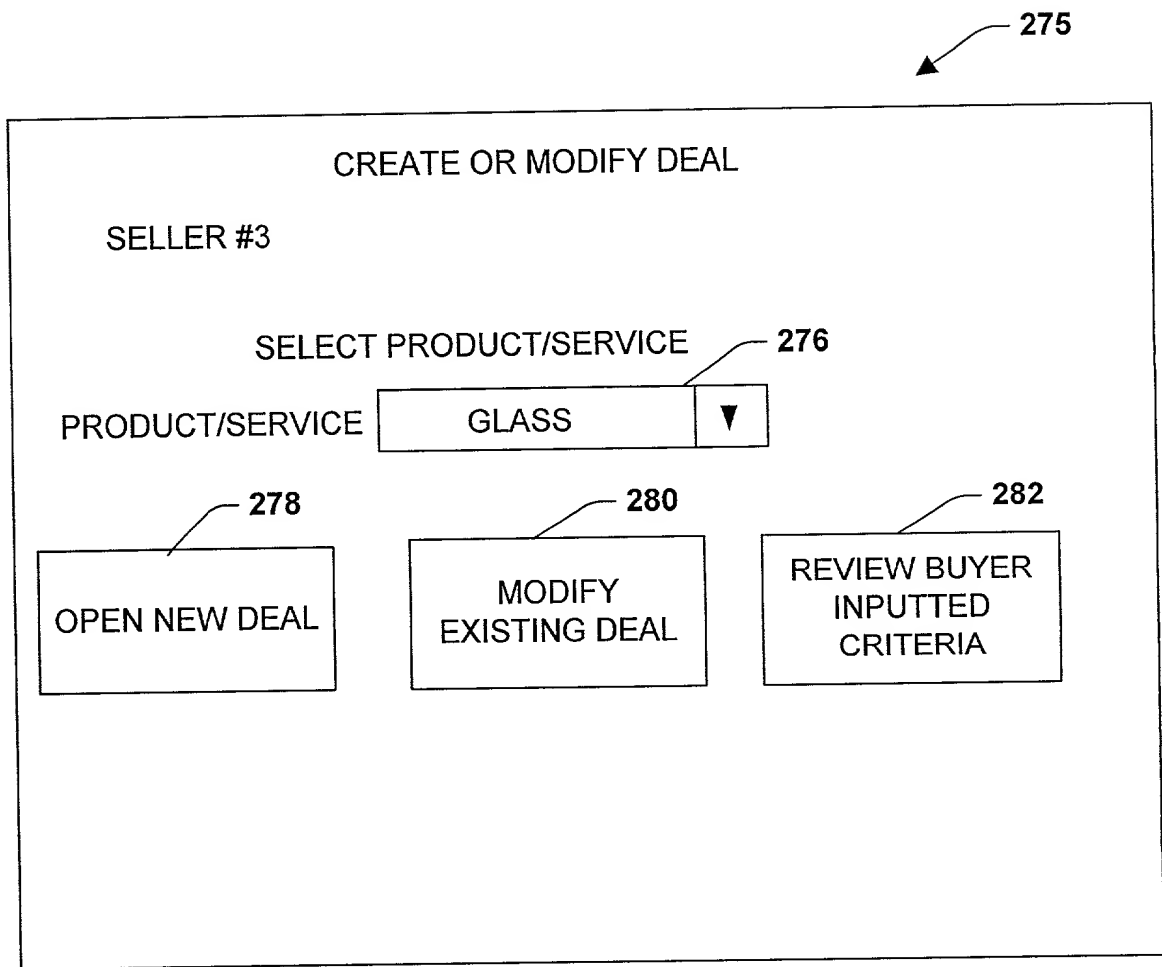 275
CREATE OR MODIFY DEAL
SELLER #3
SELECT PRODUCT/SERVICE
276
PRODUCT/SERVICE GLASS
278
280
282
OPEN NEW DEAL
MODIFY
EXISTING DEAL
REVIEW BUYER
INPUTTED
CRITERIA